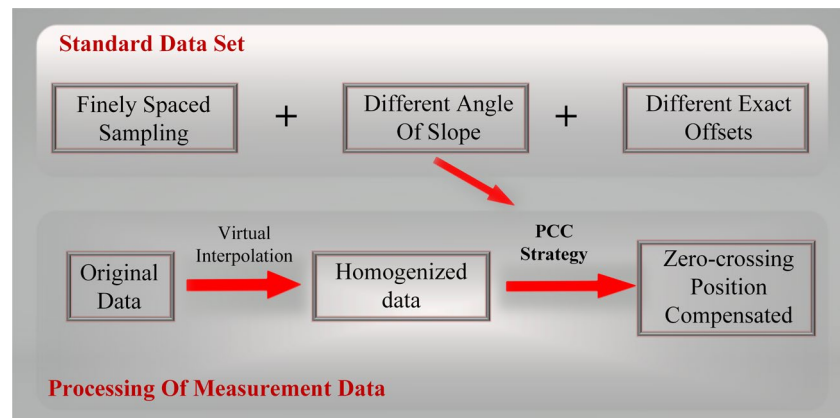 Standard Data Set
Finely Spaced
Sampling
+
Different Angle
Of Slope
+
Different Exact
Offsets
Original
Data
Virtual
Interpolation
Homogenized
data
PCC
Strategy
Zero-crossing
Position
Compensated
Processing Of Measurement Data